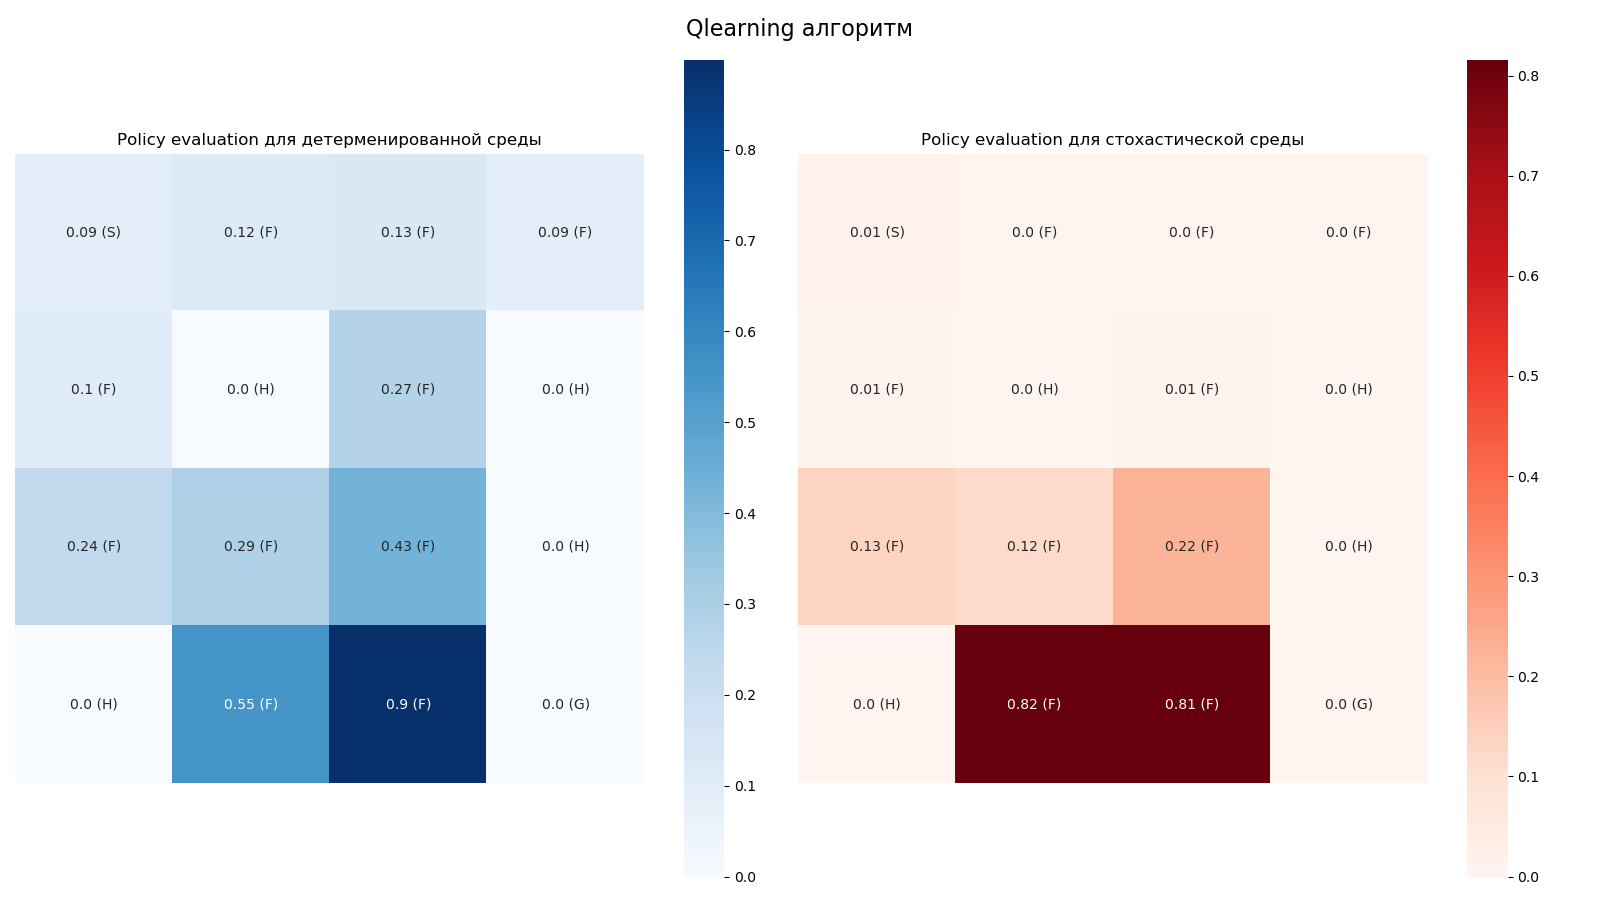 Qlearning алгоритм
Policy evaluation для детерменированной среды
0.09 (S) 0.12 (F) 0.13 (F) 0.09 (F)
0.1 (F) 0.0 (H) 0.27 (F) 0.0 (H)
0.24 (F) 0.29 (F) 0.43 (F) 0.0 (H)
0.0 (H) 0.55 (F) 0.9 (F) 0.0 (G)
0.8
0.7
0.6
0.5
0.4
0.3
0.2
0.1
0.0
Policy evaluation для стохастической среды
0.01 (S) 0.0 (F) 0.0 (F) 0.0 (F)
0.01 (F) 0.0 (H) 0.01 (F) 0.0 (H)
0.13 (F) 0.12 (F) 0.22 (F) 0.0 (H)
0.0 (H) 0.82 (F) 0.81 (F) 0.0 (G)
0.8
0.7
0.6
0.5
0.4
0.3
0.2
0.1
0.0